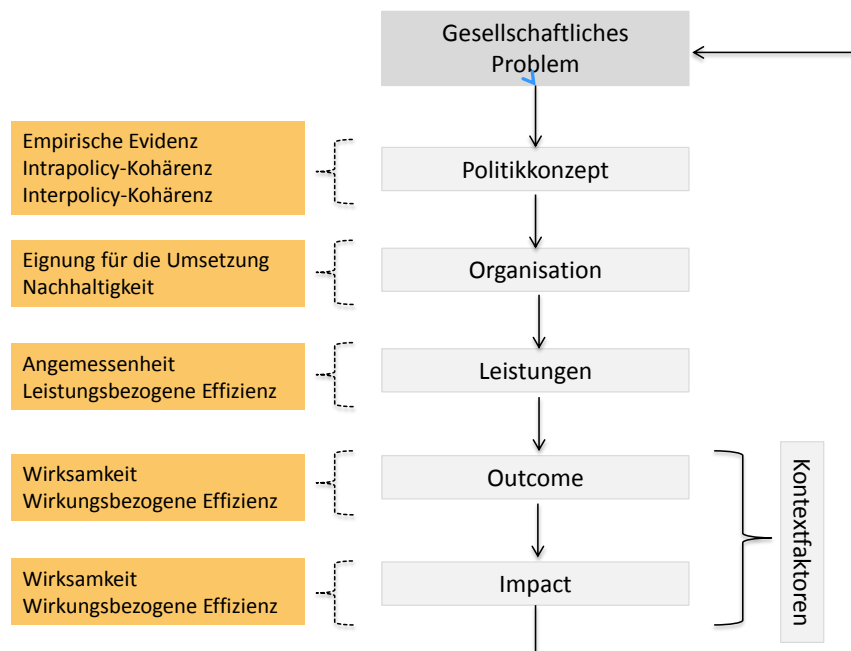 Gesellschaftliches
Problem
Empirische Evidenz
Intrapolicy-Kohärenz
Interpolicy-Kohärenz
Politikkonzept
Eignung für die Umsetzung
Nachhaltigkeit
Organisation
Angemessenheit
Leistungsbezogene Effizienz
Leistungen
Wirksamkeit
Wirkungsbezogene Effizienz
Outcome
Kontextfaktoren
Wirksamkeit
Wirkungsbezogene Effizienz
Impact